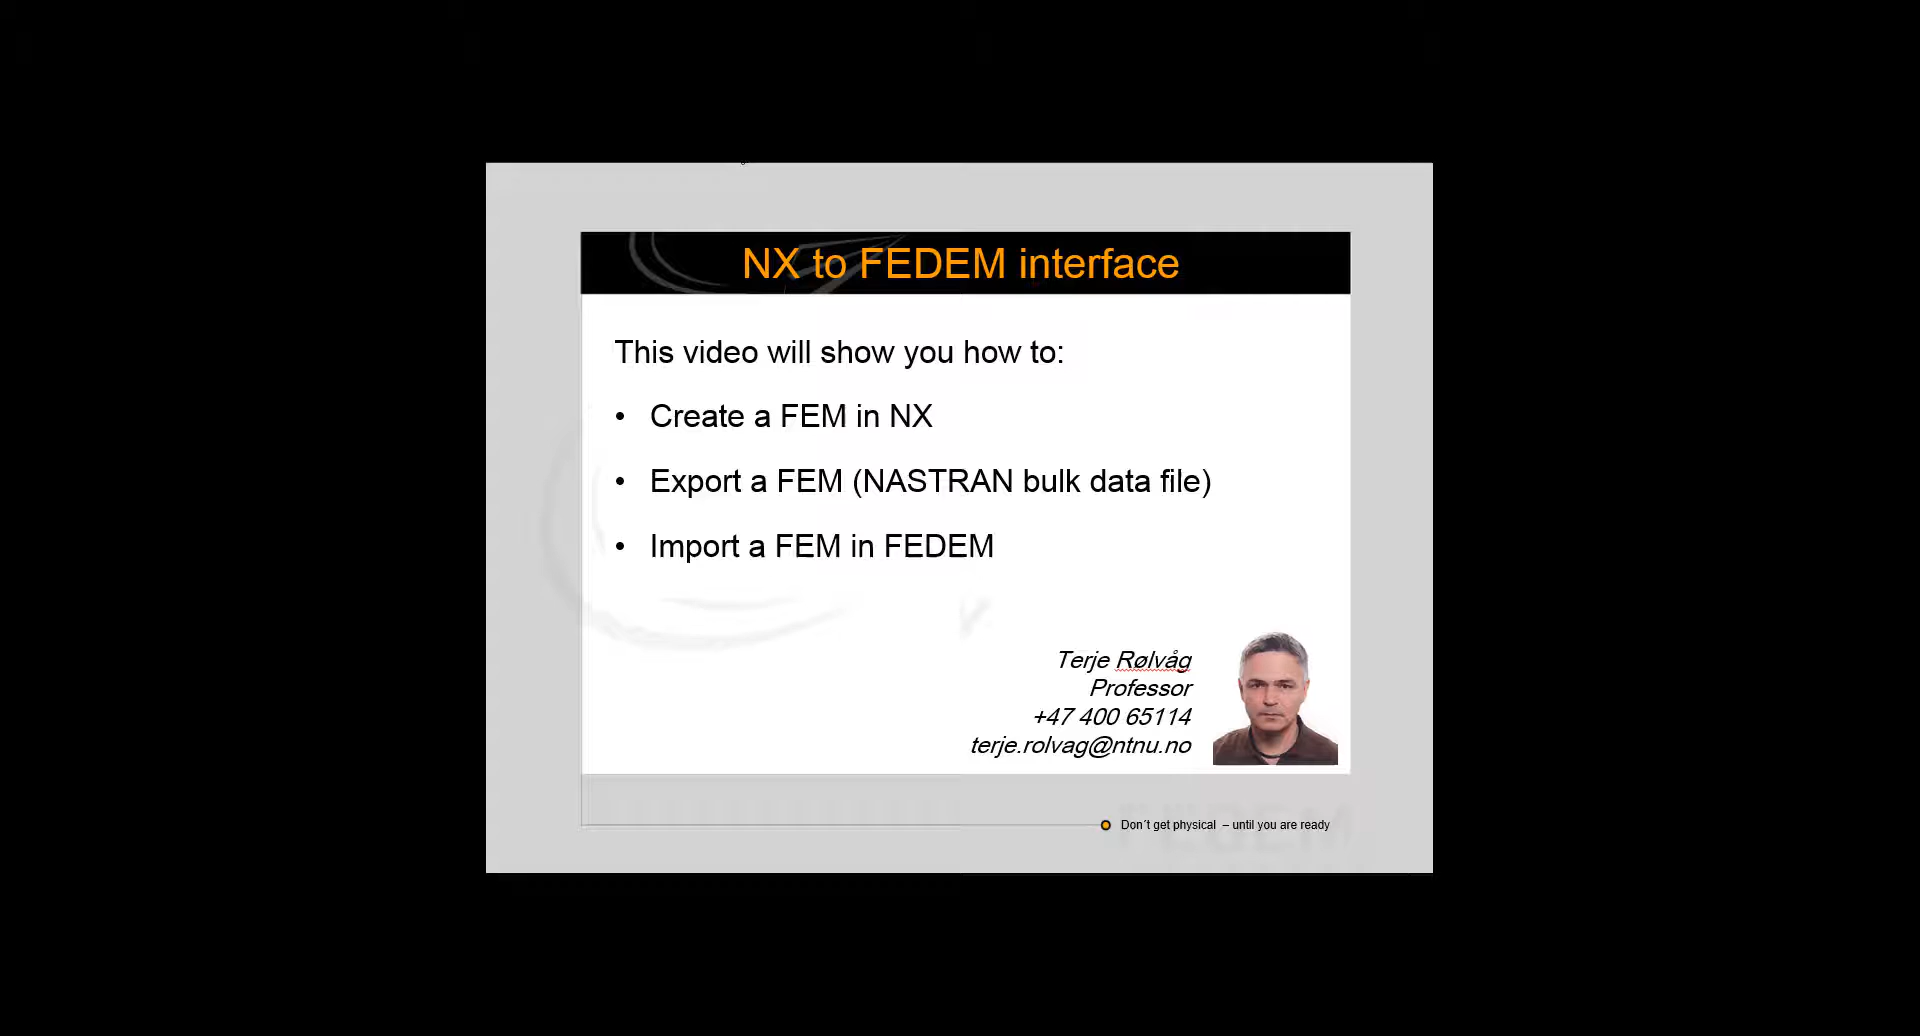 NX to FEDEM interface
This video will show you how to:
• Create a FEM in NX
• Export a FEM (NASTRAN bulk data file)
• Import a FEM in FEDEM
Terje Rølvåg
Professor
+47 400 65114
terje.rolvag@ntnu.no
Don´t get physical – until you are ready
FEDEM